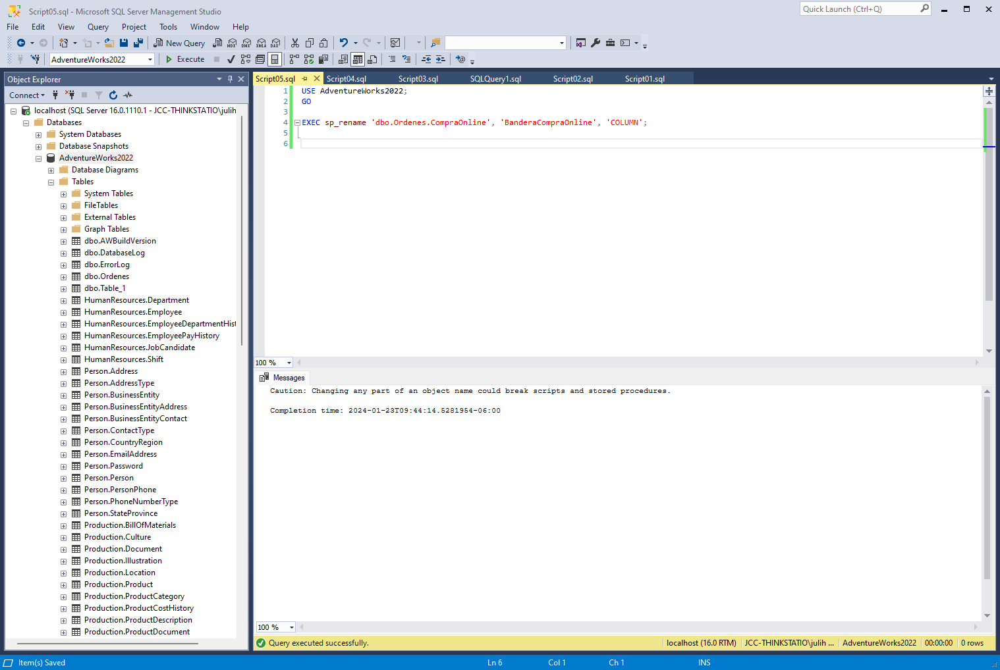 Script05.sql - Microsoft SQL Server Management Studio
Quick Launch (Ctrl+Q)
File Edit View Query Project Tools Window Help
New Query MDX DMX XMLA DAX
AdventureWorks2022 Execute
Object Explorer
Connect
localhost (SQL Server 16.0.1110.1 - JCC-THINKSTATIO\julih
Databases
System Databases
Database Snapshots
AdventureWorks2022
Database Diagrams
Tables
System Tables
FileTables
External Tables
Graph Tables
dbo.AWBuildVersion
dbo.DatabaseLog
dbo.ErrorLog
dbo.Ordenes
dbo.Table_1
HumanResources.Department
HumanResources.Employee
HumanResources.EmployeeDepartmentHist
HumanResources.EmployeePayHistory
HumanResources.JobCandidate
HumanResources.Shift
Person.Address
Person.AddressType
Person.BusinessEntity
Person.BusinessEntityAddress
Person.BusinessEntityContact
Person.ContactType
Person.CountryRegion
Person.EmailAddress
Person.Password
Person.Person
Person.PersonPhone
Person.PhoneNumberType
Person.StateProvince
Production.BillOfMaterials
Production.Culture
Production.Document
Production.Illustration
Production.Location
Production.Product
Production.ProductCategory
Production.ProductCostHistory
Production.ProductDescription
Production.ProductDocument
Script05.sql Script04.sql Script03.sql SQLQuery1.sql Script02.sql Script01.sql
1 USE AdventureWorks2022;
2 GO
3
4 EXEC sp_rename 'dbo.Ordenes.CompraOnline', 'BanderaCompraOnline', 'COLUMN';
5
6
100 %
Messages
Caution: Changing any part of an object name could break scripts and stored procedures.
Completion time: 2024-01-23T09:44:14.5281954-06:00
100 %
Query executed successfully. localhost (16.0 RTM) JCC-THINKSTATIO\julih ... AdventureWorks2022 00:00:00 0 rows
Item(s) Saved Ln 6 Col 1 Ch 1 INS